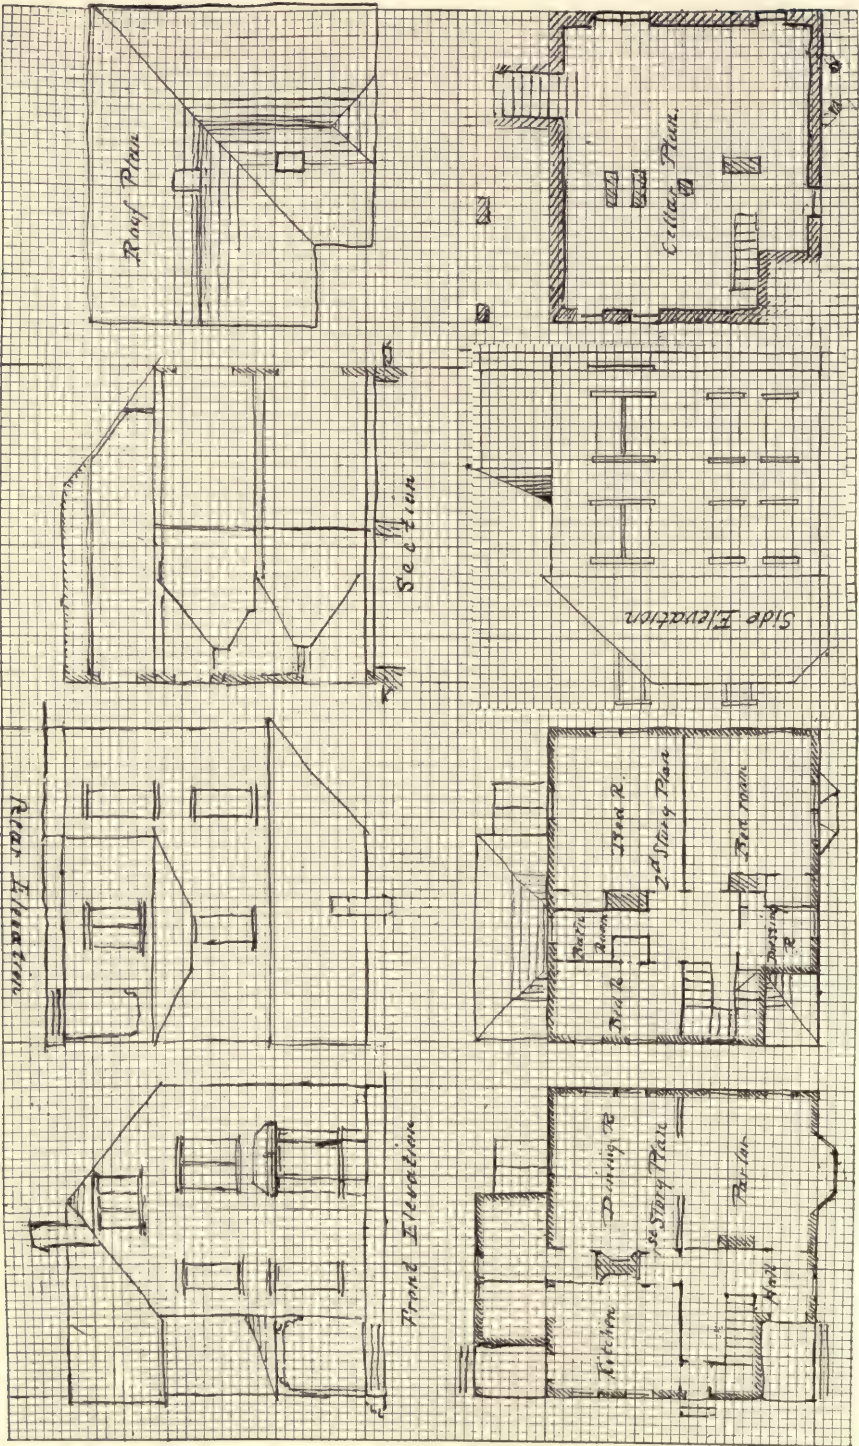 Roof Plan
Cellar Plan.
Section
Side Elevation
Rear Elevation
Bed R.
2d Story Plan
Bed room
Bath
Room
Bed R
Dressing
R
Front Elevation
Dining R
1st Story Plan
Parlor
Kitchen
Hall